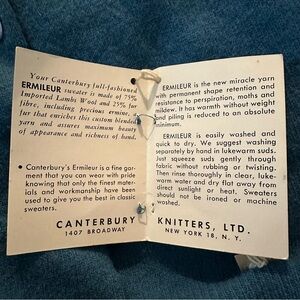 Your Canterbury full-fashioned
ERMILEUR sweater is made of 75%
Imported Lambs Wool and 25% fur
fibre, including precious ermine.
fur that enriches this custom blended
yarn and assures maximum beauty
of appearance and richness of hand.
• Canterbury's Ermileur is a fine gar-
ment that you can wear with pride
knowing that only the finest mater-
ials and workmanship have been
used to give you the best in classic
sweaters.
CANTERBURY
1407 BROADWAY
ERMILEUR is the new miracle yarn
with permanent shape retention and
resistance to perspiration, moths and
mildew. It has warmth without weight
and piling is reduced to an absolute
minimum.
ERMILEUR is easily washed and
quick to dry. We suggest washing
separately by hand in lukewarm suds.
Just squeeze suds gently through
fabric without rubbing or twisting.
Then rinse thoroughly in clear, luke-
warm water and dry flat away from
direct sunlight or heat. Sweaters
should not be ironed or machine
washed.
KNITTERS, LTD.
NEW YORK 18, N. Y.